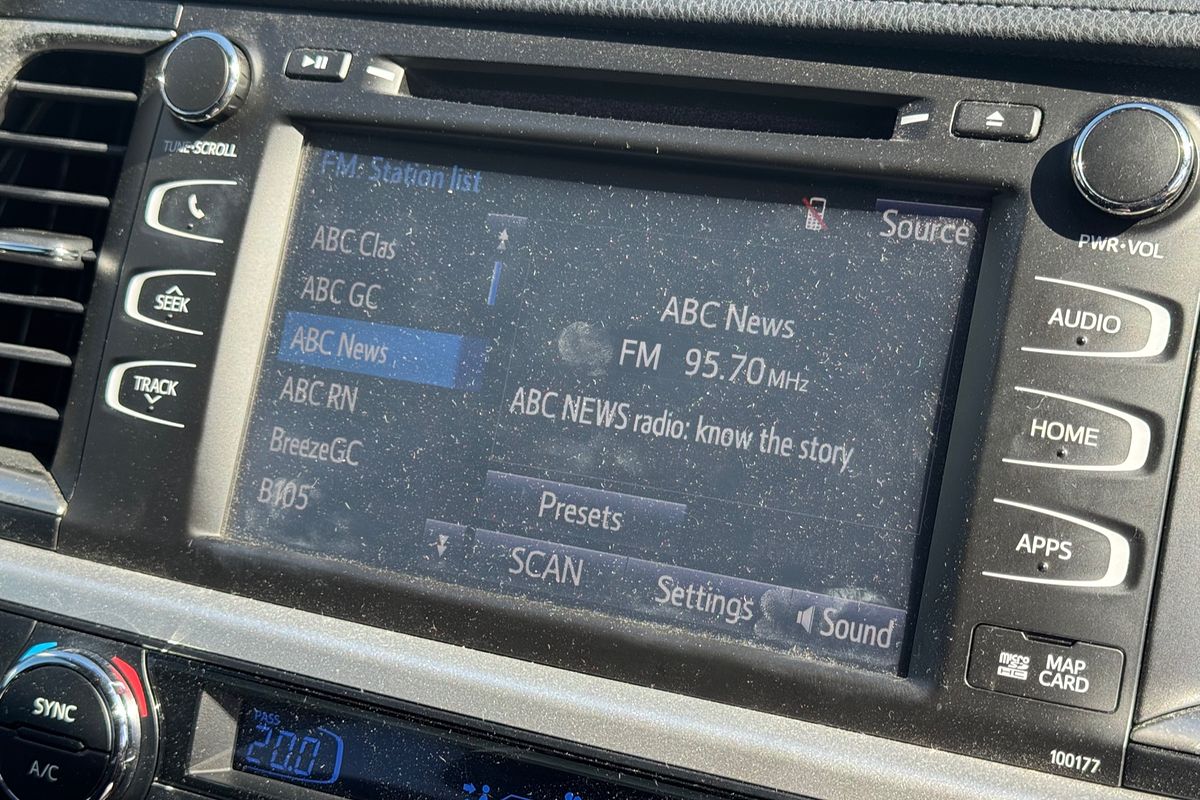 TUNE•SCROLL
SEEK
TRACK
FM: Station list
ABC Clas
ABC GC
ABC News
ABC RN
BreezeGC
B105
Source
ABC News
FM 95.70 MHz
ABC NEWS radio: know the story
Presets
SCAN
Settings
Sound
PWR•VOL
AUDIO
HOME
APPS
micro SD HC
MAP
CARD
100177
SYNC
A/C
PASS
20.0